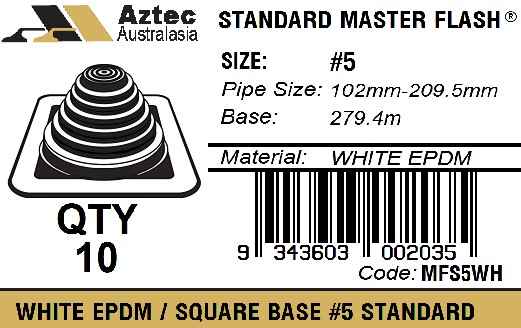 Aztec
Australasia
STANDARD MASTER FLASH®
SIZE: #5
Pipe Size: 102mm-209.5mm
Base: 279.4m
Material: WHITE EPDM
QTY
10
9 343603 002035
Code: MFS5WH
WHITE EPDM / SQUARE BASE #5 STANDARD